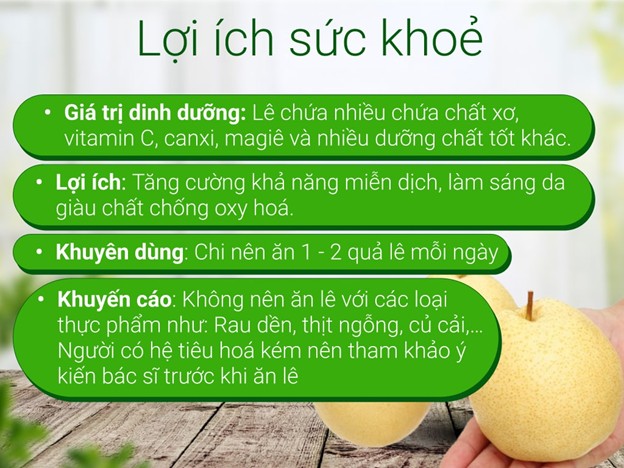 Lợi ích sức khoẻ
• Giá trị dinh dưỡng: Lê chứa nhiều chứa chất xơ,
vitamin C, canxi, magiê và nhiều dưỡng chất tốt khác.
• Lợi ích: Tăng cường khả năng miễn dịch, làm sáng da
giàu chất chống oxy hoá.
• Khuyên dùng: Chi nên ăn 1 - 2 quả lê mỗi ngày
• Khuyến cáo: Không nên ăn lê với các loại
thực phẩm như: Rau dền, thịt ngỗng, củ cải,...
Người có hệ tiêu hoá kém nên tham khảo ý
kiến bác sĩ trước khi ăn lê